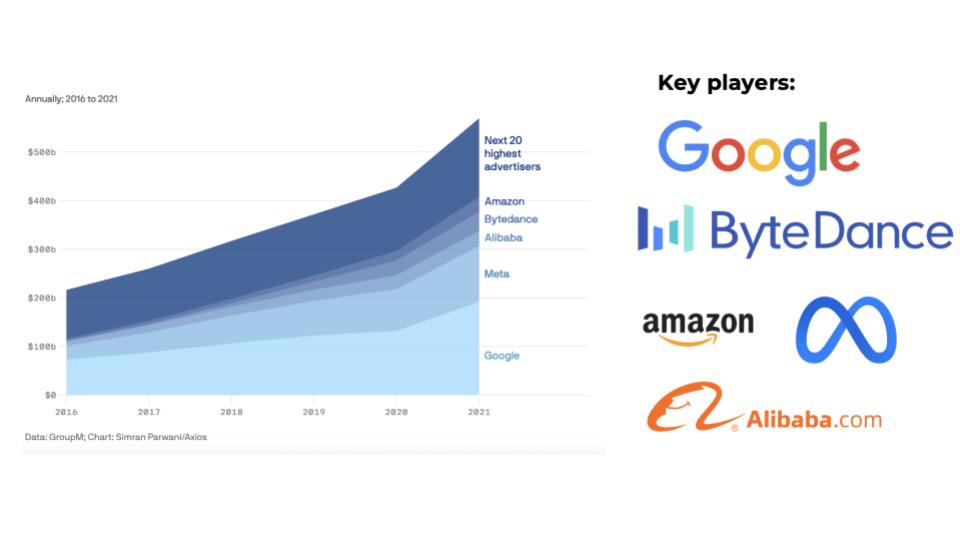 Annually; 2016 to 2021
$500b
$400b
$300b
$200b
$100b
$0
2016 2017 2018 2019 2020 2021
Next 20
highest
advertisers
Amazon
Bytedance
Alibaba
Meta
Google
Data: GroupM; Chart: Simran Parwani/Axios
Key players:
Google
ByteDance
amazon
® Alibaba.com